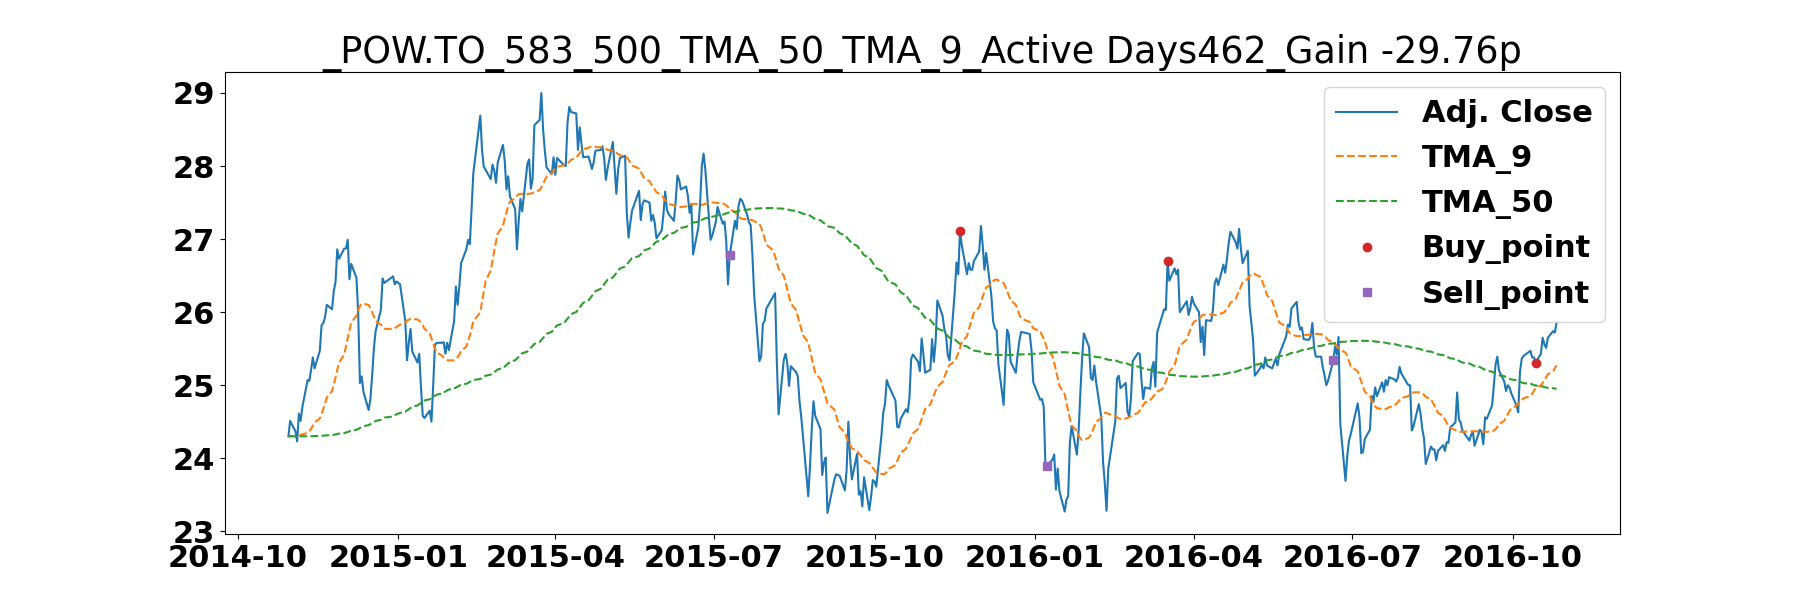 _POW.TO_583_500_TMA_50_TMA_9_Active Days462_Gain -29.76p
29
28
27
26
25
24
23
Adj. Close
TMA_9
TMA_50
Buy_point
Sell_point
2014-10 2015-01 2015-04 2015-07 2015-10 2016-01 2016-04 2016-07 2016-10